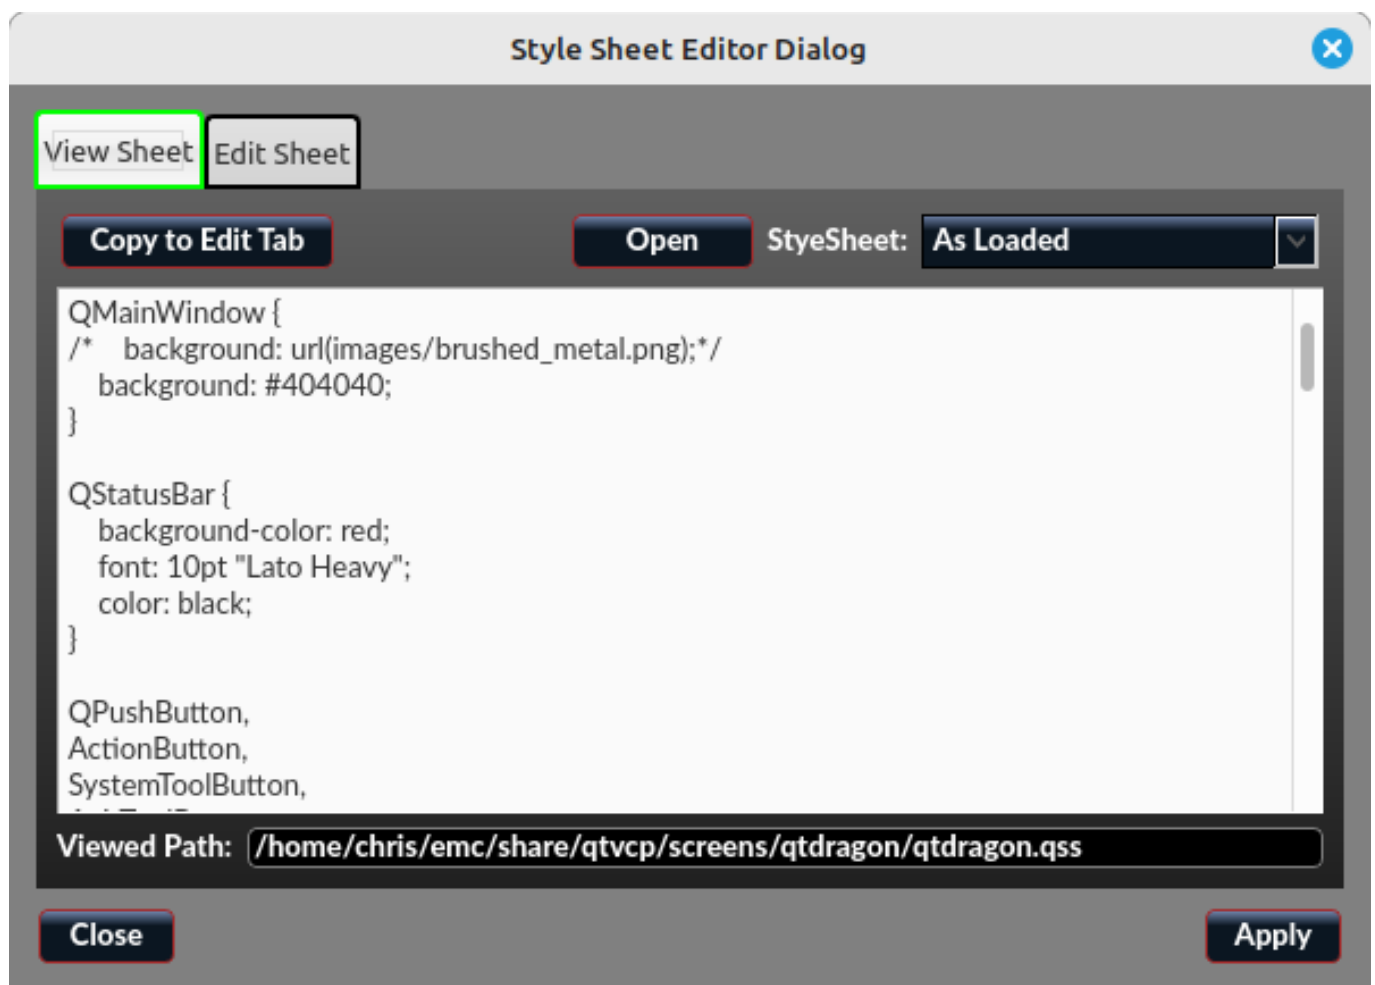 Style Sheet Editor Dialog
View Sheet Edit Sheet
Copy to Edit Tab Open StyeSheet: As Loaded
QMainWindow {
/*    background: url(images/brushed_metal.png);*/
    background: #404040;
}
QStatusBar {
    background-color: red;
    font: 10pt "Lato Heavy";
    color: black;
}
QPushButton,
ActionButton,
SystemToolButton,
Viewed Path: /home/chris/emc/share/qtvcp/screens/qtdragon/qtdragon.qss
Close Apply